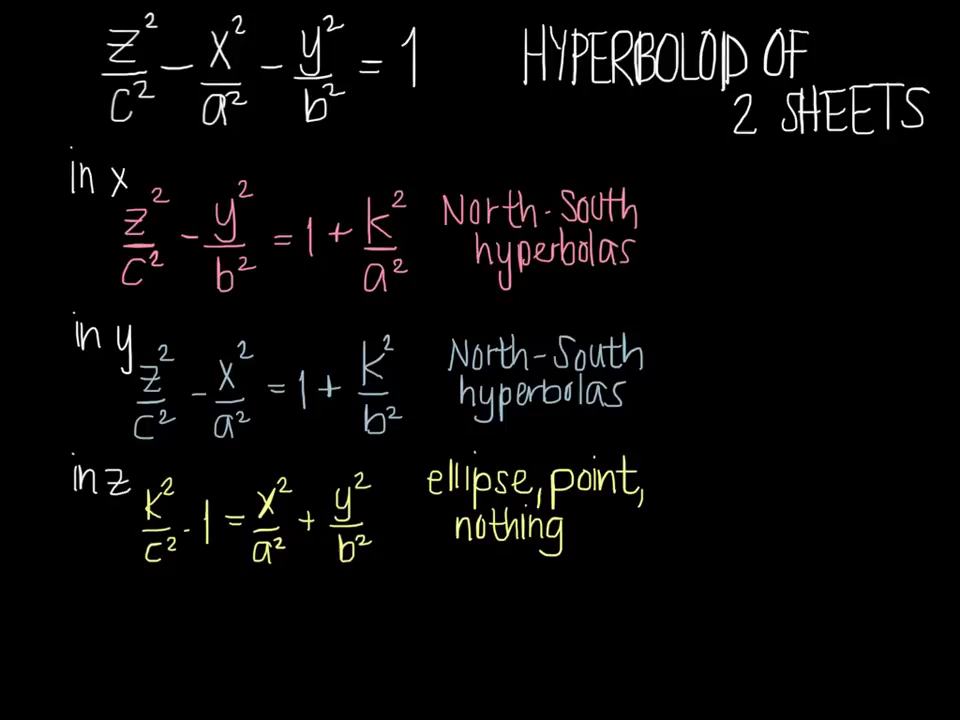 z²/c² − x²/a² − y²/b² = 1 HYPERBOLOID OF
2 SHEETS
in x
z²/c² − y²/b² = 1 + k²/a² North-South
hyperbolas
in y
z²/c² − x²/a² = 1 + k²/b² North-South
hyperbolas
in z
k²/c² - 1 = x²/a² + y²/b² ellipse, point,
nothing